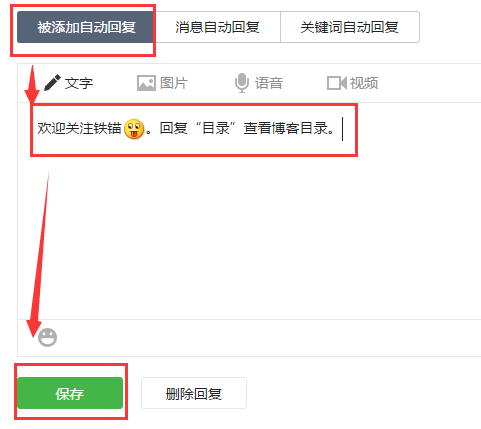 被添加自动回复 消息自动回复 关键词自动回复
文字 图片 语音 视频
欢迎关注铁锚。回复“目录”查看博客目录。
保存 删除回复